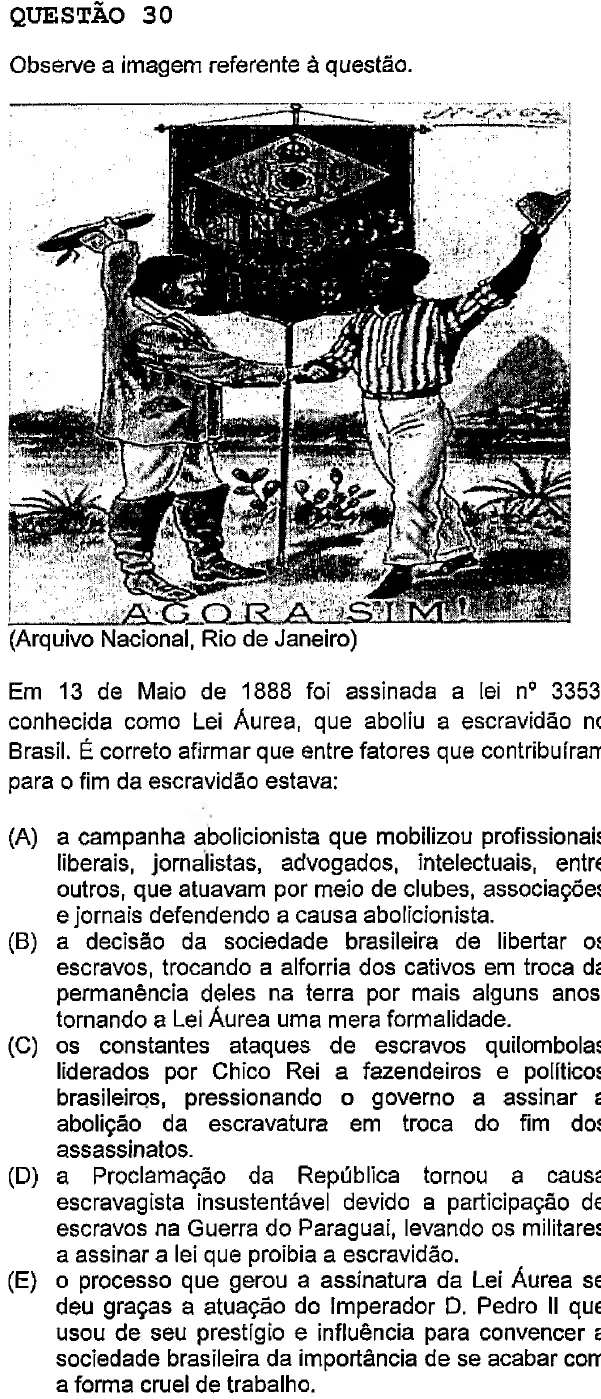 QUESTÃO 30
Observe a imagem referente à questão.
AGORA SIM!
(Arquivo Nacional, Rio de Janeiro)
Em 13 de Maio de 1888 foi assinada a lei nº 3353
conhecida como Lei Áurea, que aboliu a escravidão no
Brasil. É correto afirmar que entre fatores que contribuíram
para o fim da escravidão estava:
(A) a campanha abolicionista que mobilizou profissionais
liberais, jornalistas, advogados, intelectuais, entre
outros, que atuavam por meio de clubes, associações
e jornais defendendo a causa abolicionista.
(B) a decisão da sociedade brasileira de libertar os
escravos, trocando a alforria dos cativos em troca da
permanência deles na terra por mais alguns anos
tornando a Lei Áurea uma mera formalidade.
(C) os constantes ataques de escravos quilombolas
liderados por Chico Rei a fazendeiros e políticos
brasileiros, pressionando o governo a assinar a
abolição da escravatura em troca do fim dos
assassinatos.
(D) a Proclamação da República tornou a causa
escravagista insustentável devido a participação de
escravos na Guerra do Paraguai, levando os militares
a assinar a lei que proibia a escravidão.
(E) o processo que gerou a assinatura da Lei Áurea se
deu graças a atuação do Imperador D. Pedro II que
usou de seu prestígio e influência para convencer a
sociedade brasileira da importância de se acabar com
a forma cruel de trabalho.